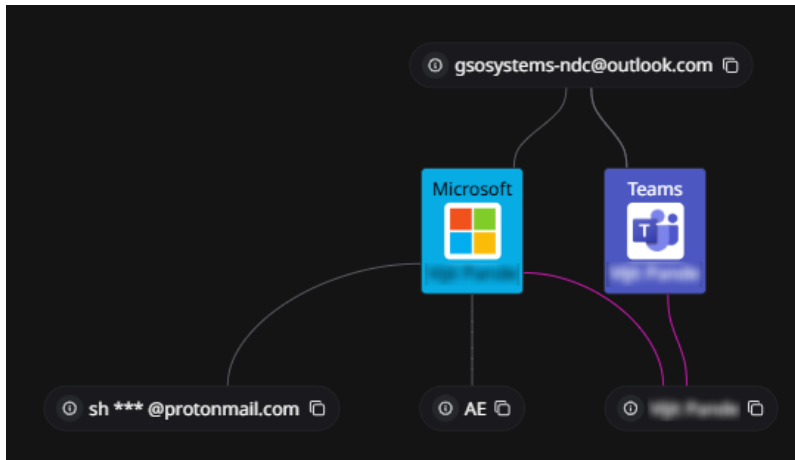 gsosystems-ndc@outlook.com
Microsoft
Teams
T
sh *** @protonmail.com
AE